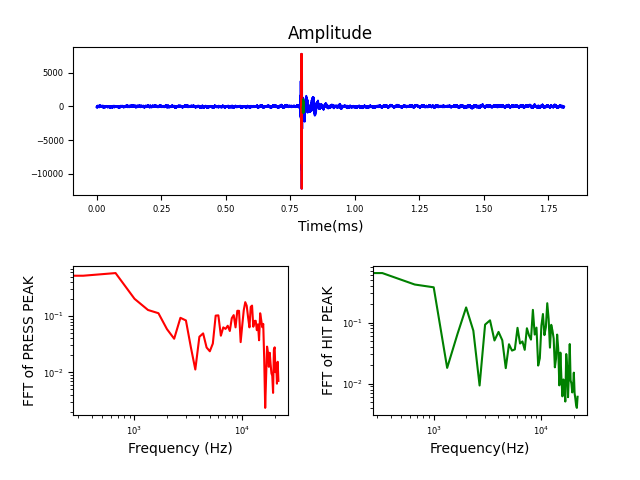 Amplitude
5000
0
−5000
−10000
0.00 0.25 0.50 0.75 1.00 1.25 1.50 1.75
Time(ms)
FFT of PRESS PEAK
10⁻¹
10⁻²
10³ 10⁴
Frequency (Hz)
FFT of HIT PEAK
10⁻¹
10⁻²
10³ 10⁴
Frequency(Hz)